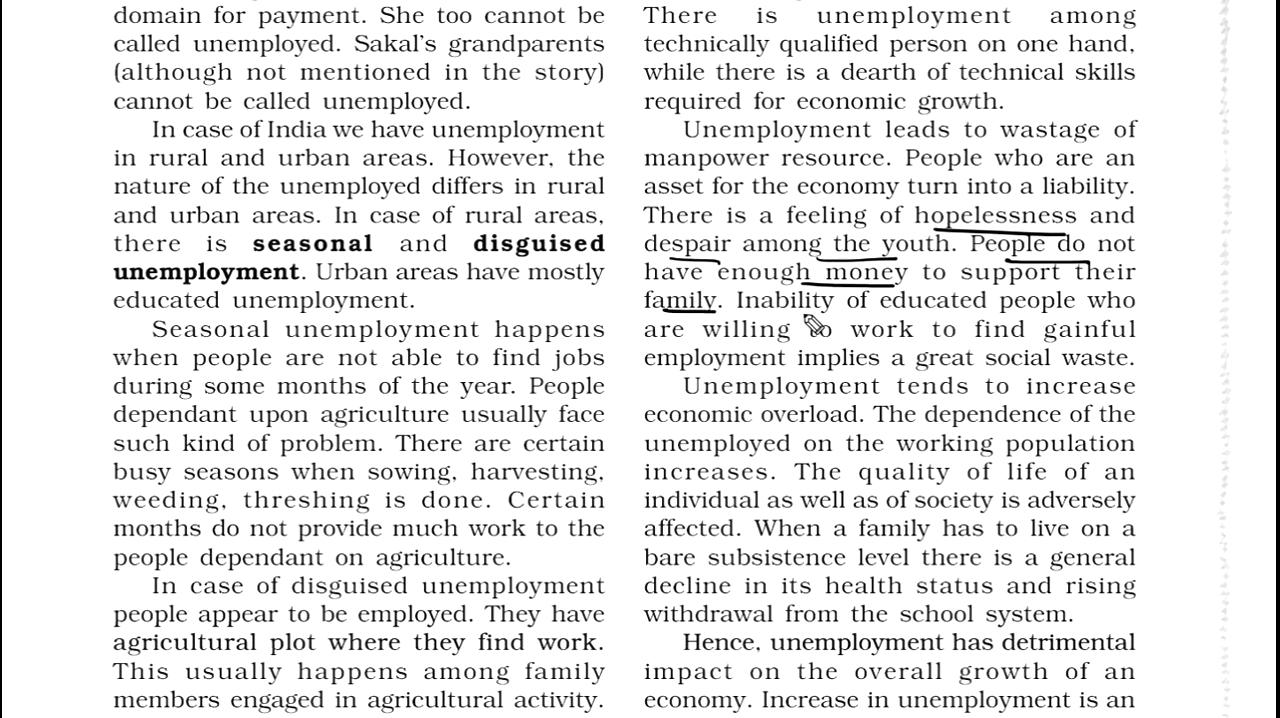 domain for payment. She too cannot be
called unemployed. Sakal's grandparents
(although not mentioned in the story)
cannot be called unemployed.
In case of India we have unemployment
in rural and urban areas. However, the
nature of the unemployed differs in rural
and urban areas. In case of rural areas,
there is seasonal and disguised
unemployment. Urban areas have mostly
educated unemployment.
Seasonal unemployment happens
when people are not able to find jobs
during some months of the year. People
dependant upon agriculture usually face
such kind of problem. There are certain
busy seasons when sowing, harvesting,
weeding, threshing is done. Certain
months do not provide much work to the
people dependant on agriculture.
In case of disguised unemployment
people appear to be employed. They have
agricultural plot where they find work.
This usually happens among family
members engaged in agricultural activity.
There is unemployment among
technically qualified person on one hand,
while there is a dearth of technical skills
required for economic growth.
Unemployment leads to wastage of
manpower resource. People who are an
asset for the economy turn into a liability.
There is a feeling of hopelessness and
despair among the youth. People do not
have enough money to support their
family. Inability of educated people who
are willing to work to find gainful
employment implies a great social waste.
Unemployment tends to increase
economic overload. The dependence of the
unemployed on the working population
increases. The quality of life of an
individual as well as of society is adversely
affected. When a family has to live on a
bare subsistence level there is a general
decline in its health status and rising
withdrawal from the school system.
Hence, unemployment has detrimental
impact on the overall growth of an
economy. Increase in unemployment is an